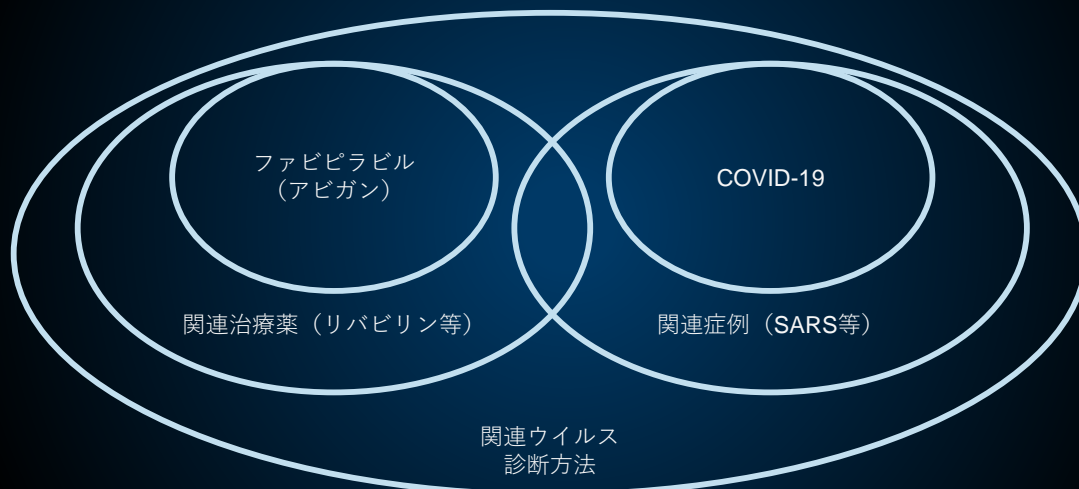 ファビピラビル
（アビガン）
COVID-19
関連治療薬（リバビリン等）
関連症例（SARS等）
関連ウイルス
診断方法